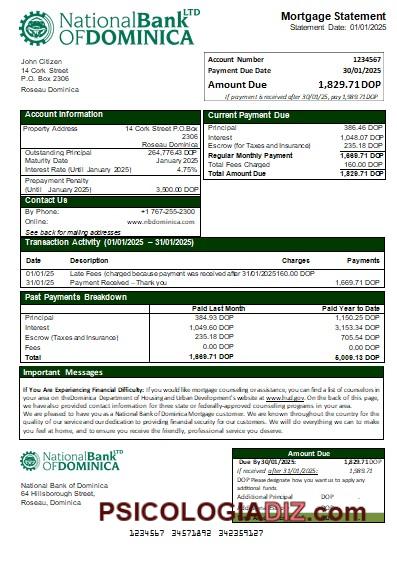 NationalBank LTD
OF DOMINICA
Mortgage Statement
Statement Date: 01/01/2025
John Citizen
14 Cork Street
P.O. Box 2306
Roseau Dominica
Account Number 1234567
Payment Due Date 30/01/2025
Amount Due 1,829.71 DOP
If payment is received after 30/01/25, pay 1,989.71 DOP
Account Information
Property Address 14 Cork Street P.O.Box
2306
Roseau Dominica
Outstanding Principal 264,776.43 DOP
Maturity Date January 2025
Interest Rate (Until January 2025) 4.75%
Prepayment Penalty
(Until January 2025) 3,500.00 DOP
Contact Us
By Phone: +1 767-255-2300
Online: www.nbdominica.com
See back for mailing addresses
Current Payment Due
Principal 386.46 DOP
Interest 1,048.07 DOP
Escrow (for Taxes and Insurance) 235.18 DOP
Regular Monthly Payment 1,669.71 DOP
Total Fees Charged 160.00 DOP
Total Amount Due 1,829.71 DOP
Transaction Activity (01/01/2025 – 31/01/2025)
Date Description Charges Payments
01/01/25 Late Fees (charged because payment was received after 31/01/2025160.00 DOP
31/01/25 Payment Received – Thank you 1,669.71 DOP
Past Payments Breakdown
Paid Last Month Paid Year to Date
Principal 384.93 DOP 1,150.25 DOP
Interest 1,049.60 DOP 3,153.34 DOP
Escrow (Taxes and Insurance) 235.18 DOP 705.54 DOP
Fees 0.00 DOP 0.00 DOP
Total 1,669.71 DOP 5,009.13 DOP
Important Messages
If You Are Experiencing Financial Difficulty: If you would like mortgage counseling or assistance, you can find a list of counselors in
your area on the Dominica Department of Housing and Urban Development's website at www.hud.gov. On the back of this page,
we have also provided contact information for three state or federally-approved counseling programs in your area.
We are pleased to have you as a National Bank of Dominica Mortgage customer. We are known throughout the country for the
quality of our service and our dedication to providing financial security for our customers. We will do everything we can to make
you feel at home, and to ensure you receive the friendly, professional service you deserve.
NationalBank LTD
OF DOMINICA
National Bank of Dominica
64 Hillsborough Street,
Roseau, Dominica
Amount Due
Due By 30/01/2025: 1,829.71 DOP
If received after 31/01/2025: 1,989.71
DOP Please designate how you want us to apply any
additional funds.
Additional Principal DOP
PSICOLOGIADIZ.com
1234567 34571892 342359127